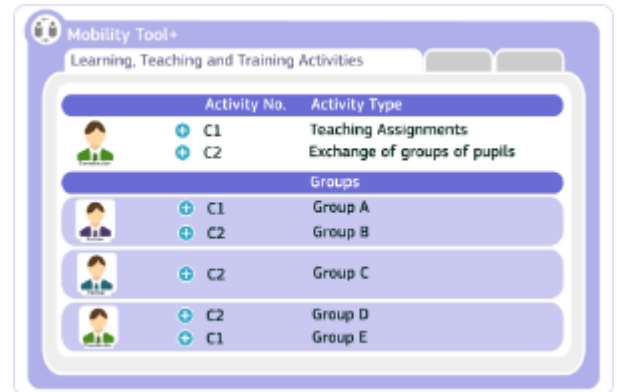 Mobility Tool+
Learning, Teaching and Training Activities
Activity No. Activity Type
C1 Teaching Assignments
C2 Exchange of groups of pupils
Groups
C1 Group A
C2 Group B
C2 Group C
C2 Group D
C1 Group E